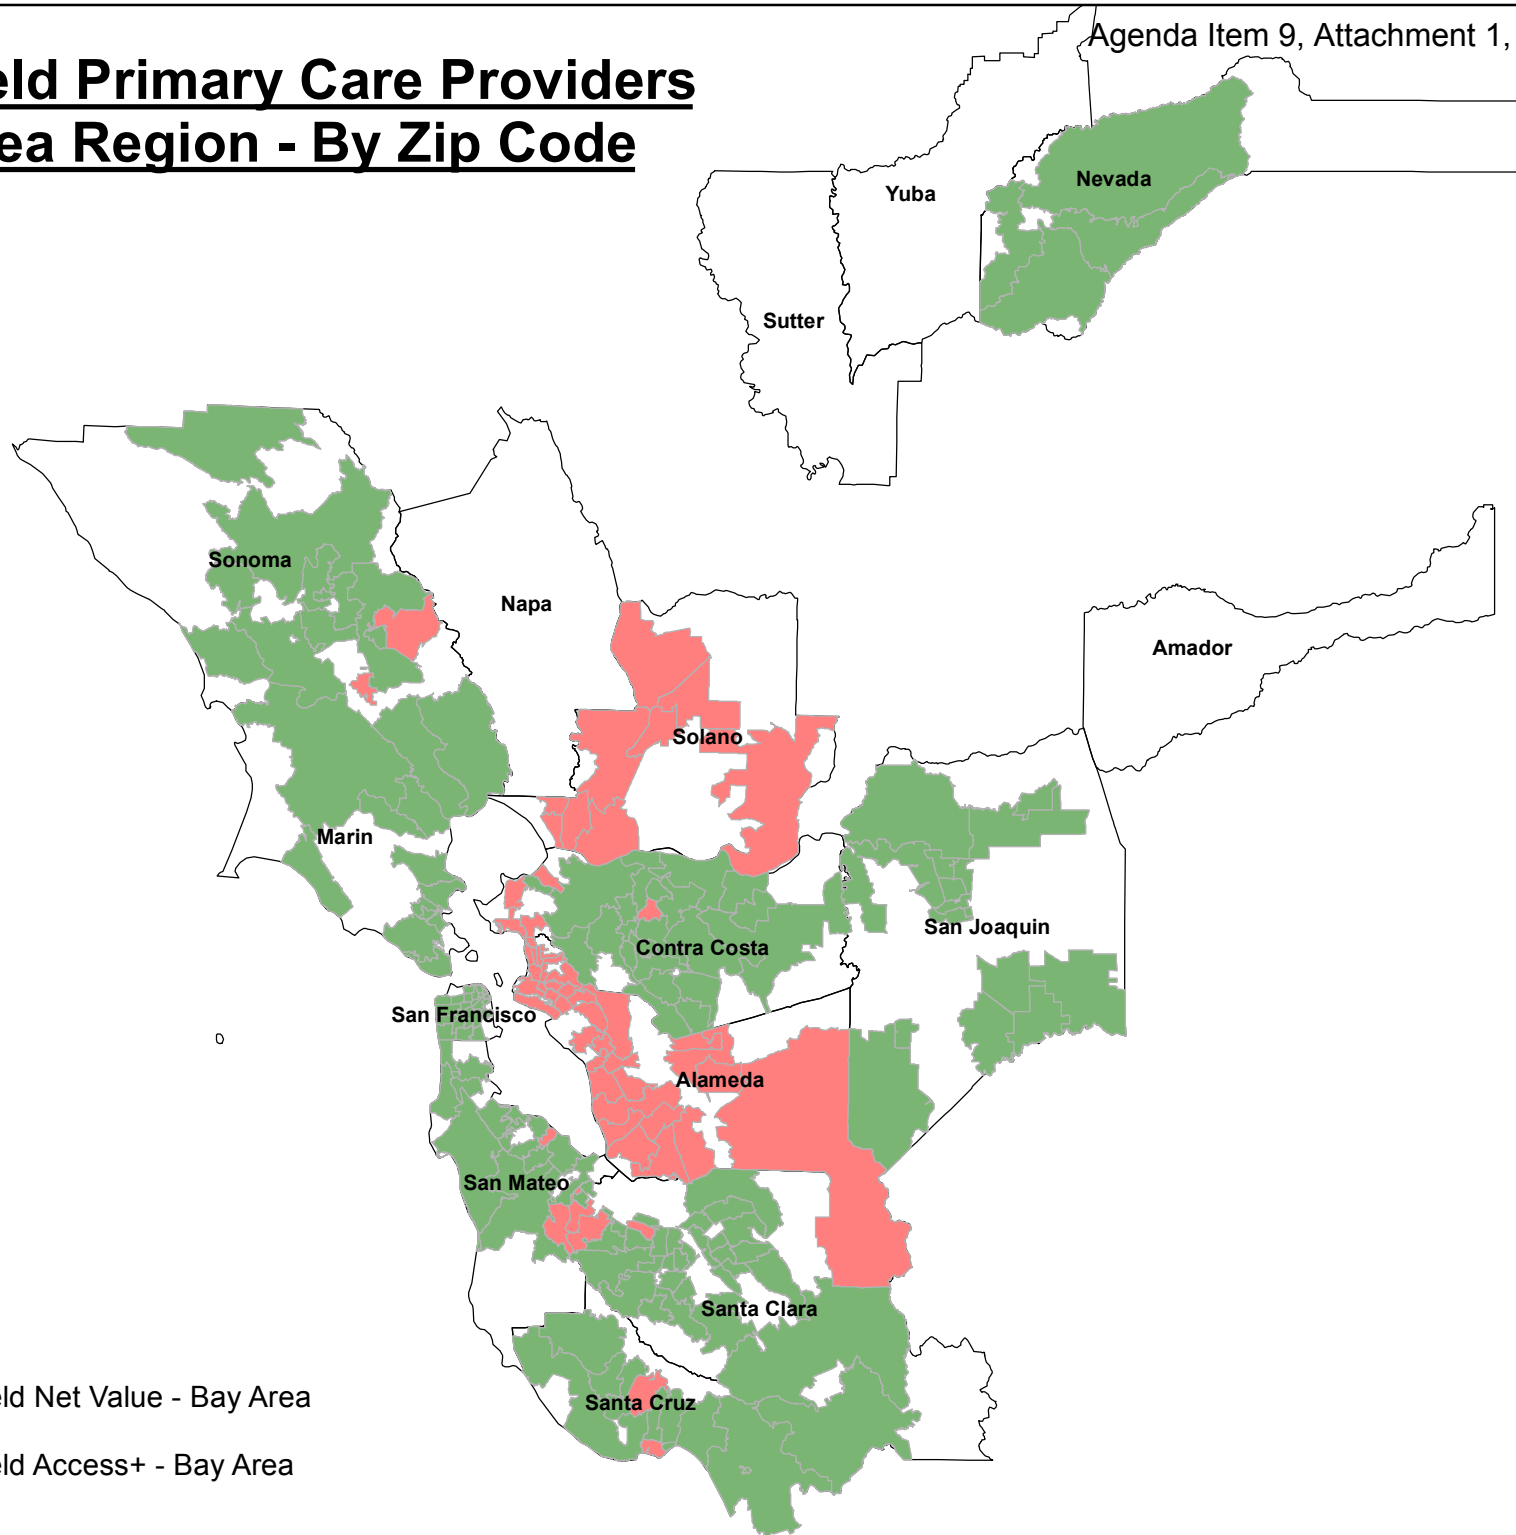 Agenda Item 9, Attachment 1,
eld Primary Care Providers
ea Region - By Zip Code
Nevada
Yuba
Sutter
Sonoma
Napa
Amador
Solano
Marin
San Joaquin
Contra Costa
San Francisco
Alameda
San Mateo
Santa Clara
eld Net Value - Bay Area
Santa Cruz
eld Access+ - Bay Area